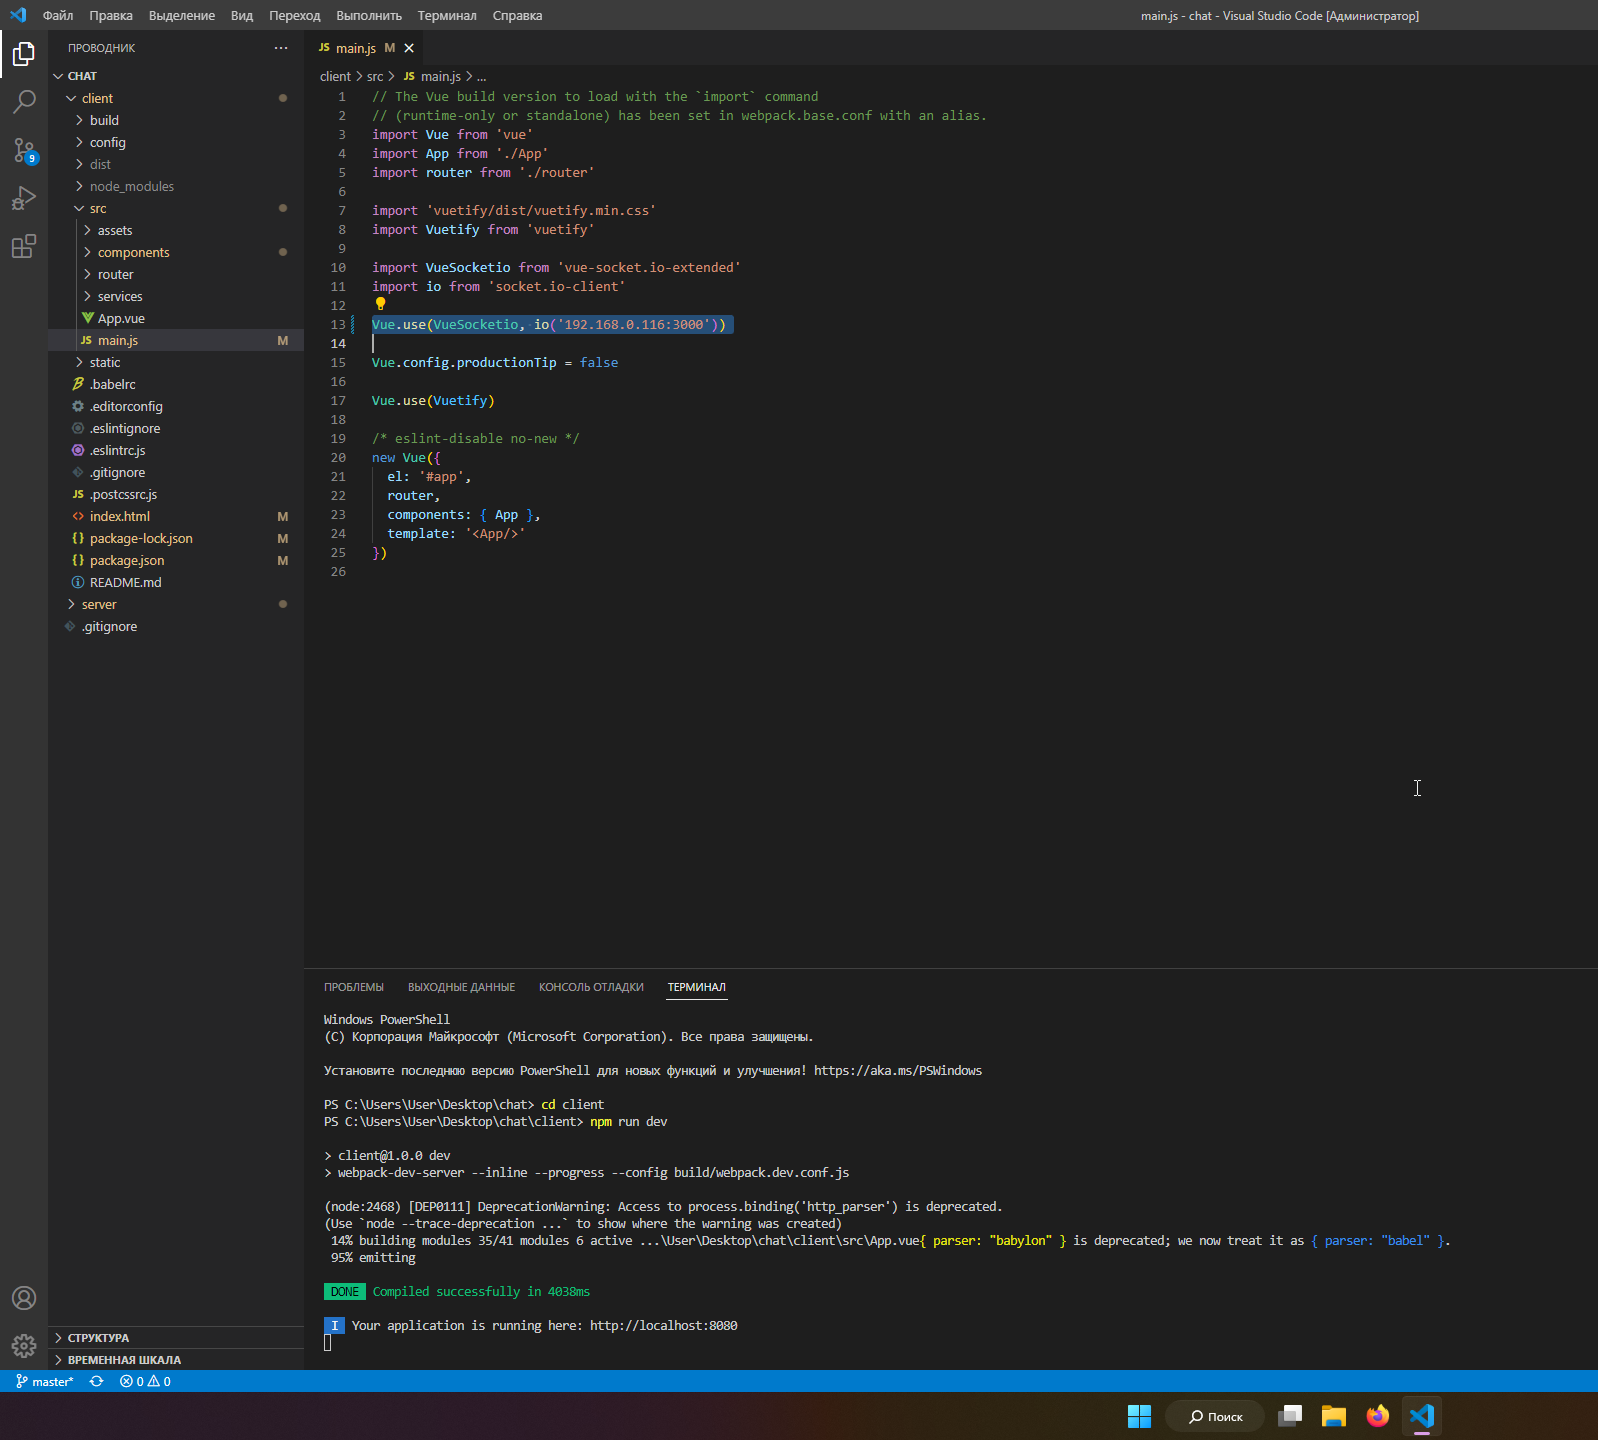 Файл Правка Выделение Вид Переход Выполнить Терминал Справка
main.js - chat - Visual Studio Code [Администратор]
ПРОВОДНИК ···
CHAT
client
build
config
dist
node_modules
src
assets
components
router
services
App.vue
JS main.js M
static
.babelrc
.editorconfig
.eslintignore
.eslintrc.js
.gitignore
JS .postcssrc.js
<> index.html M
{} package-lock.json M
{} package.json M
README.md
server
.gitignore
СТРУКТУРА
ВРЕМЕННАЯ ШКАЛА
9
JS main.js M
client > src > JS main.js > ...
1 // The Vue build version to load with the `import` command
2 // (runtime-only or standalone) has been set in webpack.base.conf with an alias.
3 import Vue from 'vue'
4 import App from './App'
5 import router from './router'
6
7 import 'vuetify/dist/vuetify.min.css'
8 import Vuetify from 'vuetify'
9
10 import VueSocketio from 'vue-socket.io-extended'
11 import io from 'socket.io-client'
12
13 Vue.use(VueSocketio, io('192.168.0.116:3000'))
14
15 Vue.config.productionTip = false
16
17 Vue.use(Vuetify)
18
19 /* eslint-disable no-new */
20 new Vue({
21 el: '#app',
22 router,
23 components: { App },
24 template: '<App/>'
25 })
26
ПРОБЛЕМЫ ВЫХОДНЫЕ ДАННЫЕ КОНСОЛЬ ОТЛАДКИ ТЕРМИНАЛ
Windows PowerShell
(C) Корпорация Майкрософт (Microsoft Corporation). Все права защищены.
Установите последнюю версию PowerShell для новых функций и улучшения! https://aka.ms/PSWindows
PS C:\Users\User\Desktop\chat> cd client
PS C:\Users\User\Desktop\chat\client> npm run dev
> client@1.0.0 dev
> webpack-dev-server --inline --progress --config build/webpack.dev.conf.js
(node:2468) [DEP0111] DeprecationWarning: Access to process.binding('http_parser') is deprecated.
(Use `node --trace-deprecation ...` to show where the warning was created)
14% building modules 35/41 modules 6 active ...\User\Desktop\chat\client\src\App.vue{ parser: "babylon" } is deprecated; we now treat it as { parser: "babel" }.
95% emitting
DONE Compiled successfully in 4038ms
I Your application is running here: http://localhost:8080
master* 0 0
Поиск